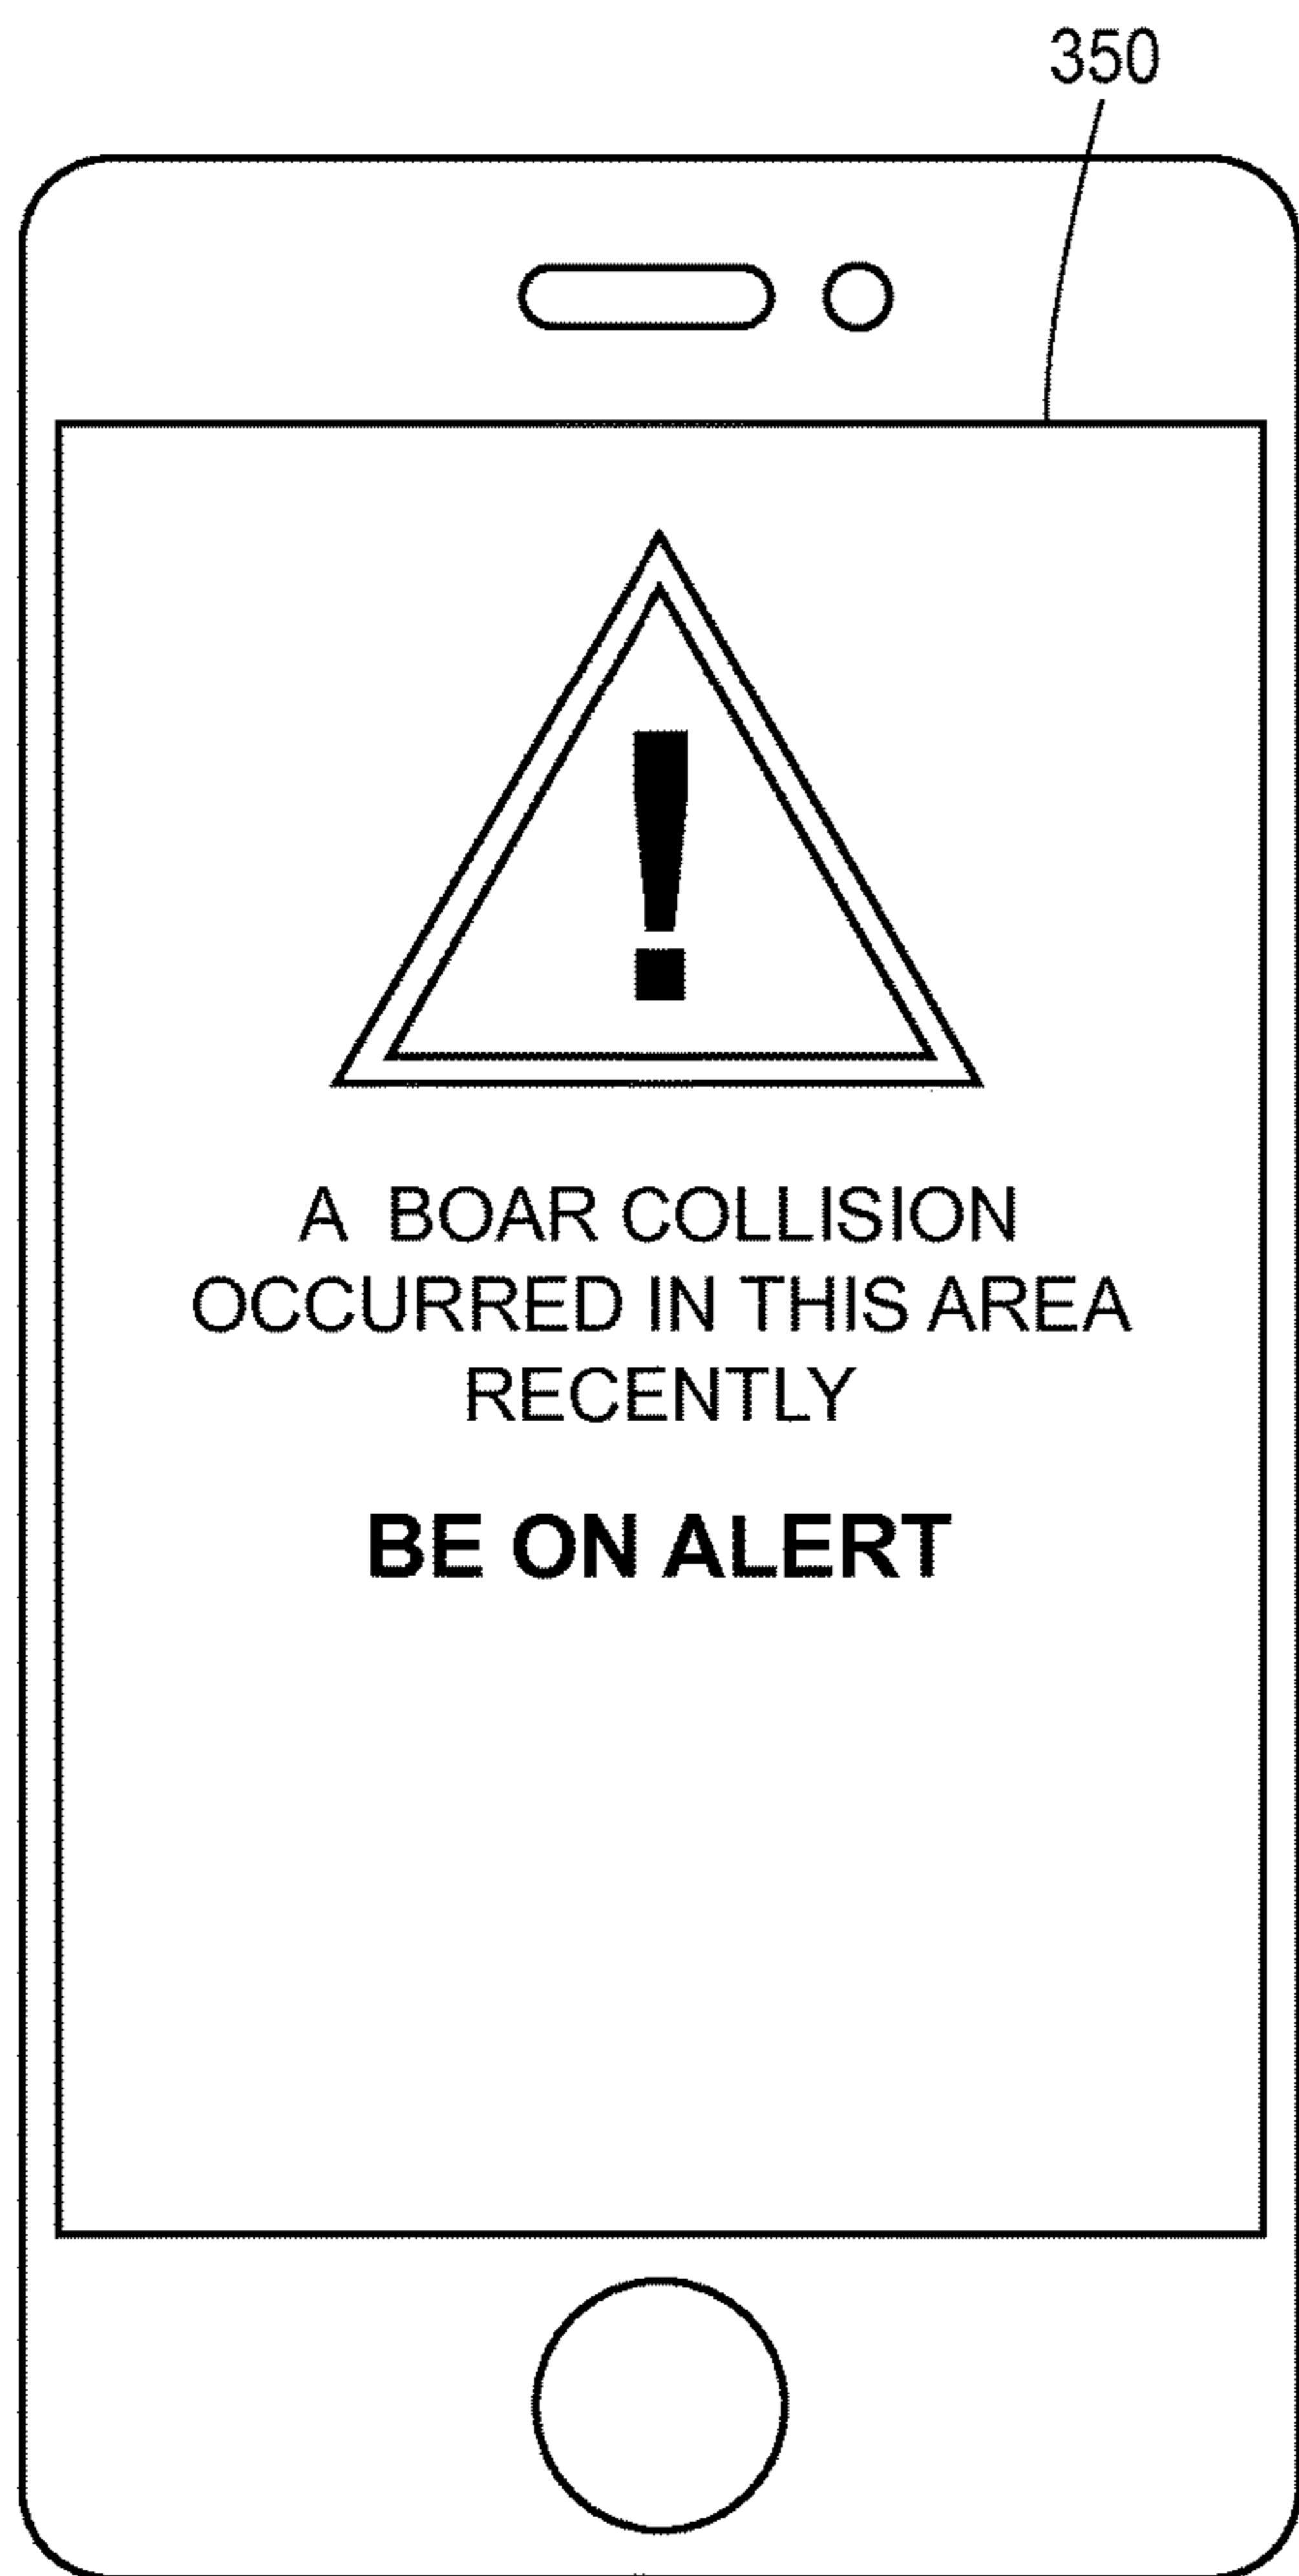 350
!
A BOAR COLLISION
OCCURRED IN THIS AREA
RECENTLY
BE ON ALERT